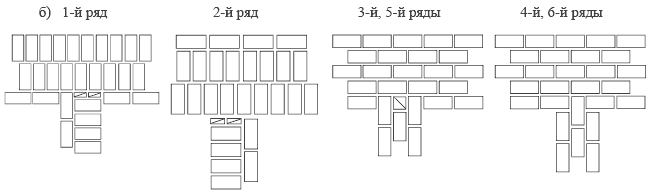 б) 1-й ряд 2-й ряд 3-й, 5-й ряды 4-й, 6-й ряды